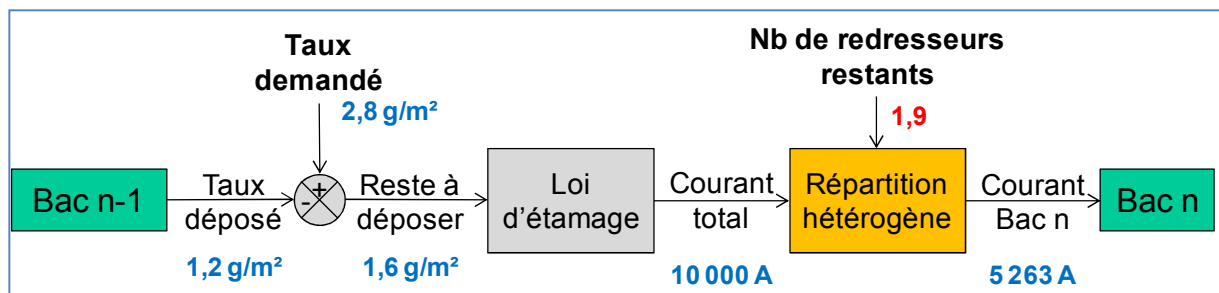 Taux
demandé
2,8 g/m²
Nb de redresseurs
restants
1,9
Bac n-1
Taux
déposé
1,2 g/m²
+
-
Reste à
déposer
1,6 g/m²
Loi
d'étamage
Courant
total
10 000 A
Répartition
hétérogène
Courant
Bac n
5 263 A
Bac n